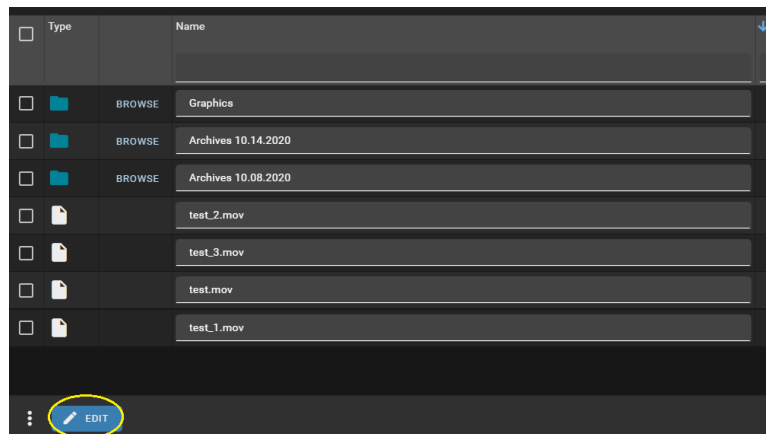 Type Name
BROWSE Graphics
BROWSE Archives 10.14.2020
BROWSE Archives 10.08.2020
test_2.mov
test_3.mov
test.mov
test_1.mov
EDIT